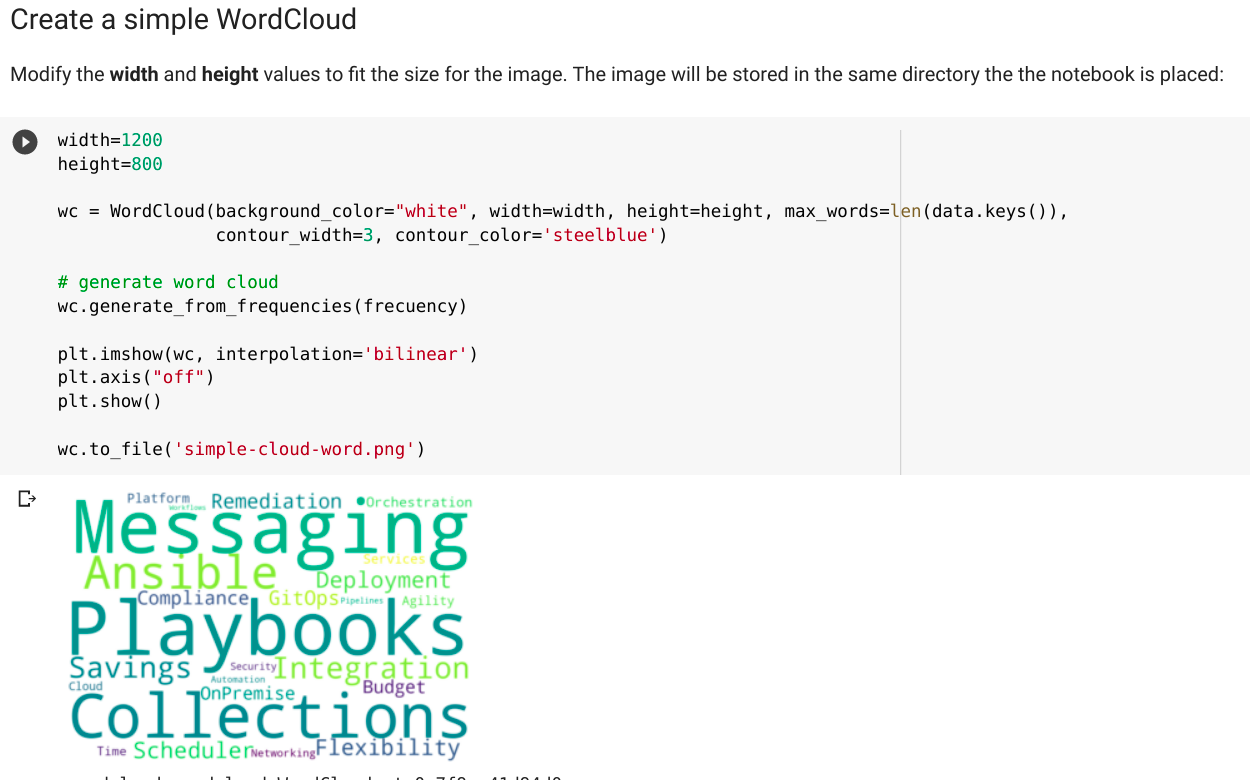 Create a simple WordCloud
Modify the width and height values to fit the size for the image. The image will be stored in the same directory the the notebook is placed:
width=1200
height=800
wc = WordCloud(background_color="white", width=width, height=height, max_words=len(data.keys()),
contour_width=3, contour_color='steelblue')
# generate word cloud
wc.generate_from_frequencies(frecuency)
plt.imshow(wc, interpolation='bilinear')
plt.axis("off")
plt.show()
wc.to_file('simple-cloud-word.png')
Platform
Workflows
Remediation
Orchestration
Messaging
Services
Ansible
Deployment
Compliance
GitOps
Pipelines
Agility
Playbooks
Savings
Security
Integration
Automation
Cloud
OnPremise
Budget
Collections
Time
Scheduler
Networking
Flexibility